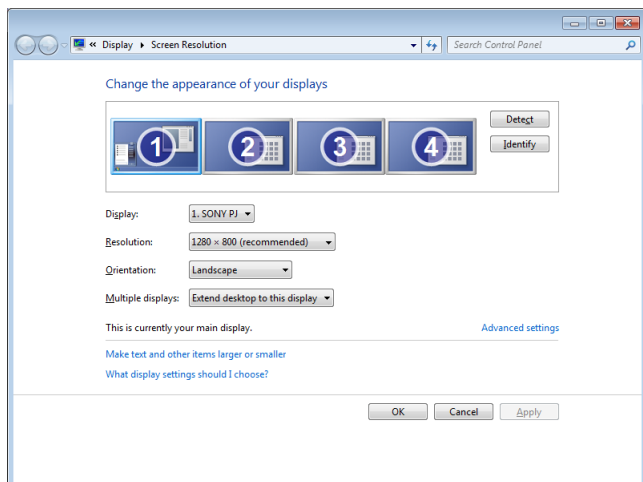 « Display Screen Resolution
Search Control Panel
Change the appearance of your displays
1 2 3 4
Detect
Identify
Display: 1. SONY PJ
Resolution: 1280 × 800 (recommended)
Orientation: Landscape
Multiple displays: Extend desktop to this display
This is currently your main display. Advanced settings
Make text and other items larger or smaller
What display settings should I choose?
OK Cancel Apply